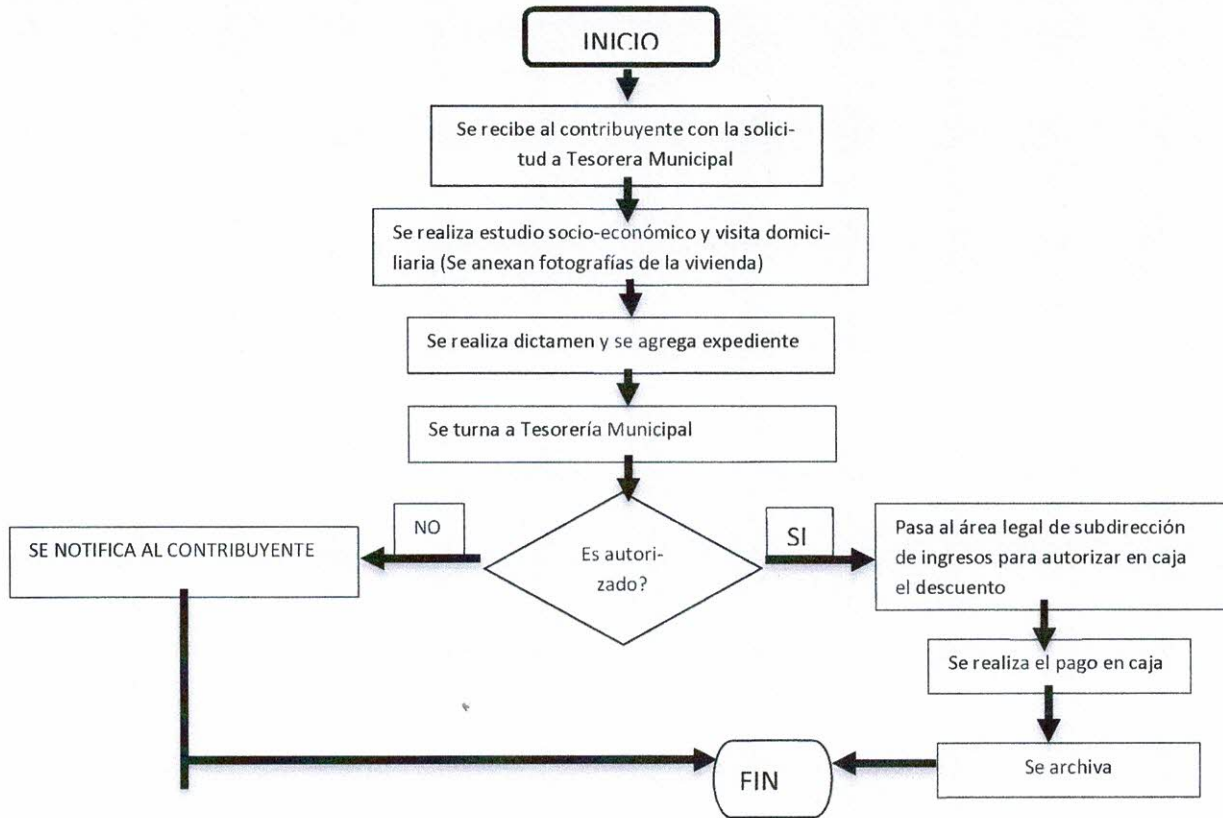 INICIO
Se recibe al contribuyente con la solici-
tud a Tesorera Municipal
Se realiza estudio socio-económico y visita domici-
liaria (Se anexan fotografías de la vivienda)
Se realiza dictamen y se agrega expediente
Se turna a Tesorería Municipal
Es autori-
zado?
NO
SE NOTIFICA AL CONTRIBUYENTE
SI
Pasa al área legal de subdirección
de ingresos para autorizar en caja
el descuento
Se realiza el pago en caja
Se archiva
FIN